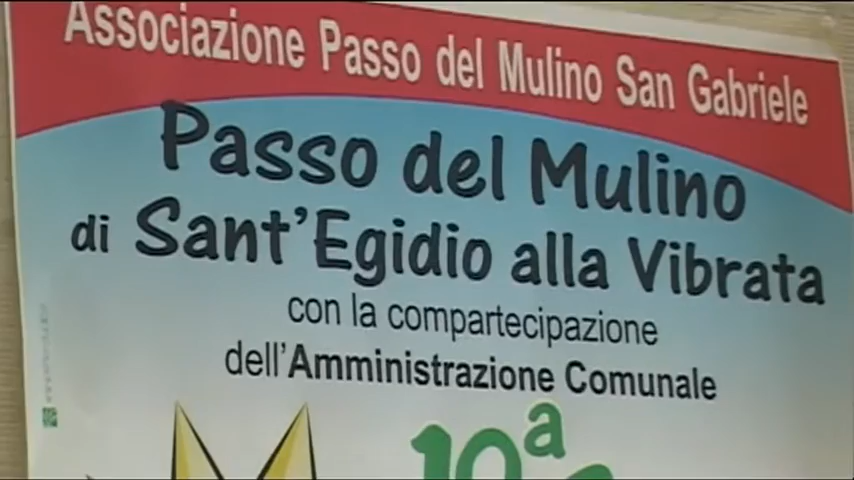 Associazione Passo del Mulino San Gabriele
Passo del Mulino
di Sant'Egidio alla Vibrata
con la compartecipazione
dell'Amministrazione Comunale
10a